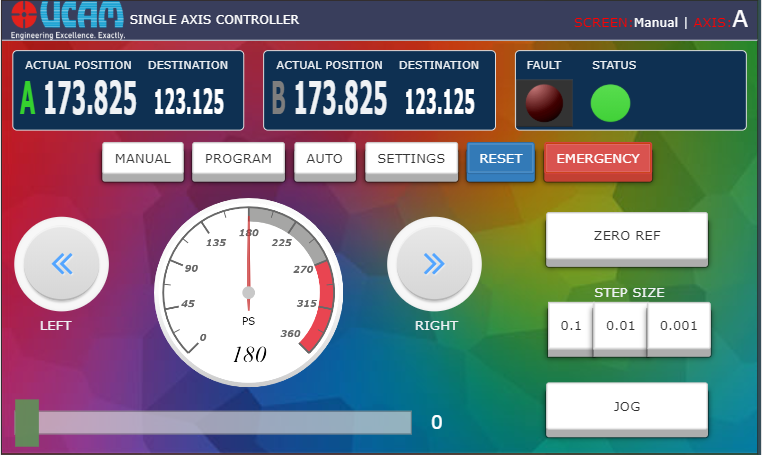 UCAM
Engineering Excellence. Exactly.
SINGLE AXIS CONTROLLER
SCREEN: Manual | AXIS: A
ACTUAL POSITION DESTINATION
A 173.825 123.125
ACTUAL POSITION DESTINATION
B 173.825 123.125
FAULT STATUS
MANUAL PROGRAM AUTO SETTINGS RESET EMERGENCY
LEFT
0 45 90 135 180 225 270 315 360
PS
180
RIGHT
ZERO REF
STEP SIZE
0.1 0.01 0.001
JOG
0